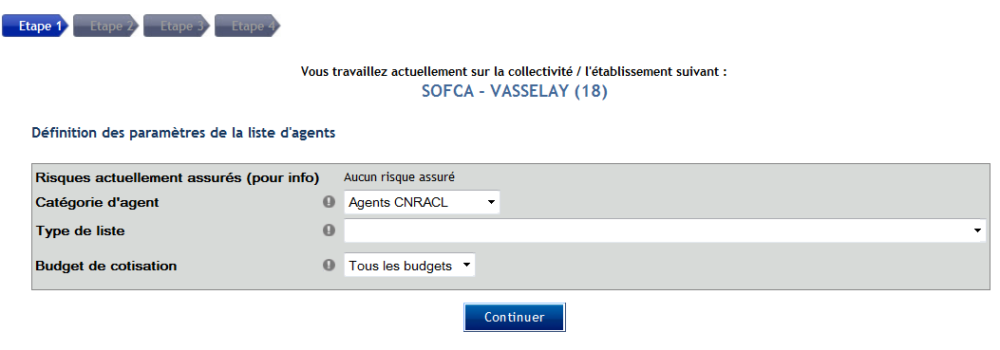 Etape 1 Etape 2 Etape 3 Etape 4
Vous travaillez actuellement sur la collectivité / l'établissement suivant :
SOFCA - VASSELAY (18)
Définition des paramètres de la liste d'agents
Risques actuellement assurés (pour info) Aucun risque assuré
Catégorie d'agent Agents CNRACL
Type de liste
Budget de cotisation Tous les budgets
Continuer